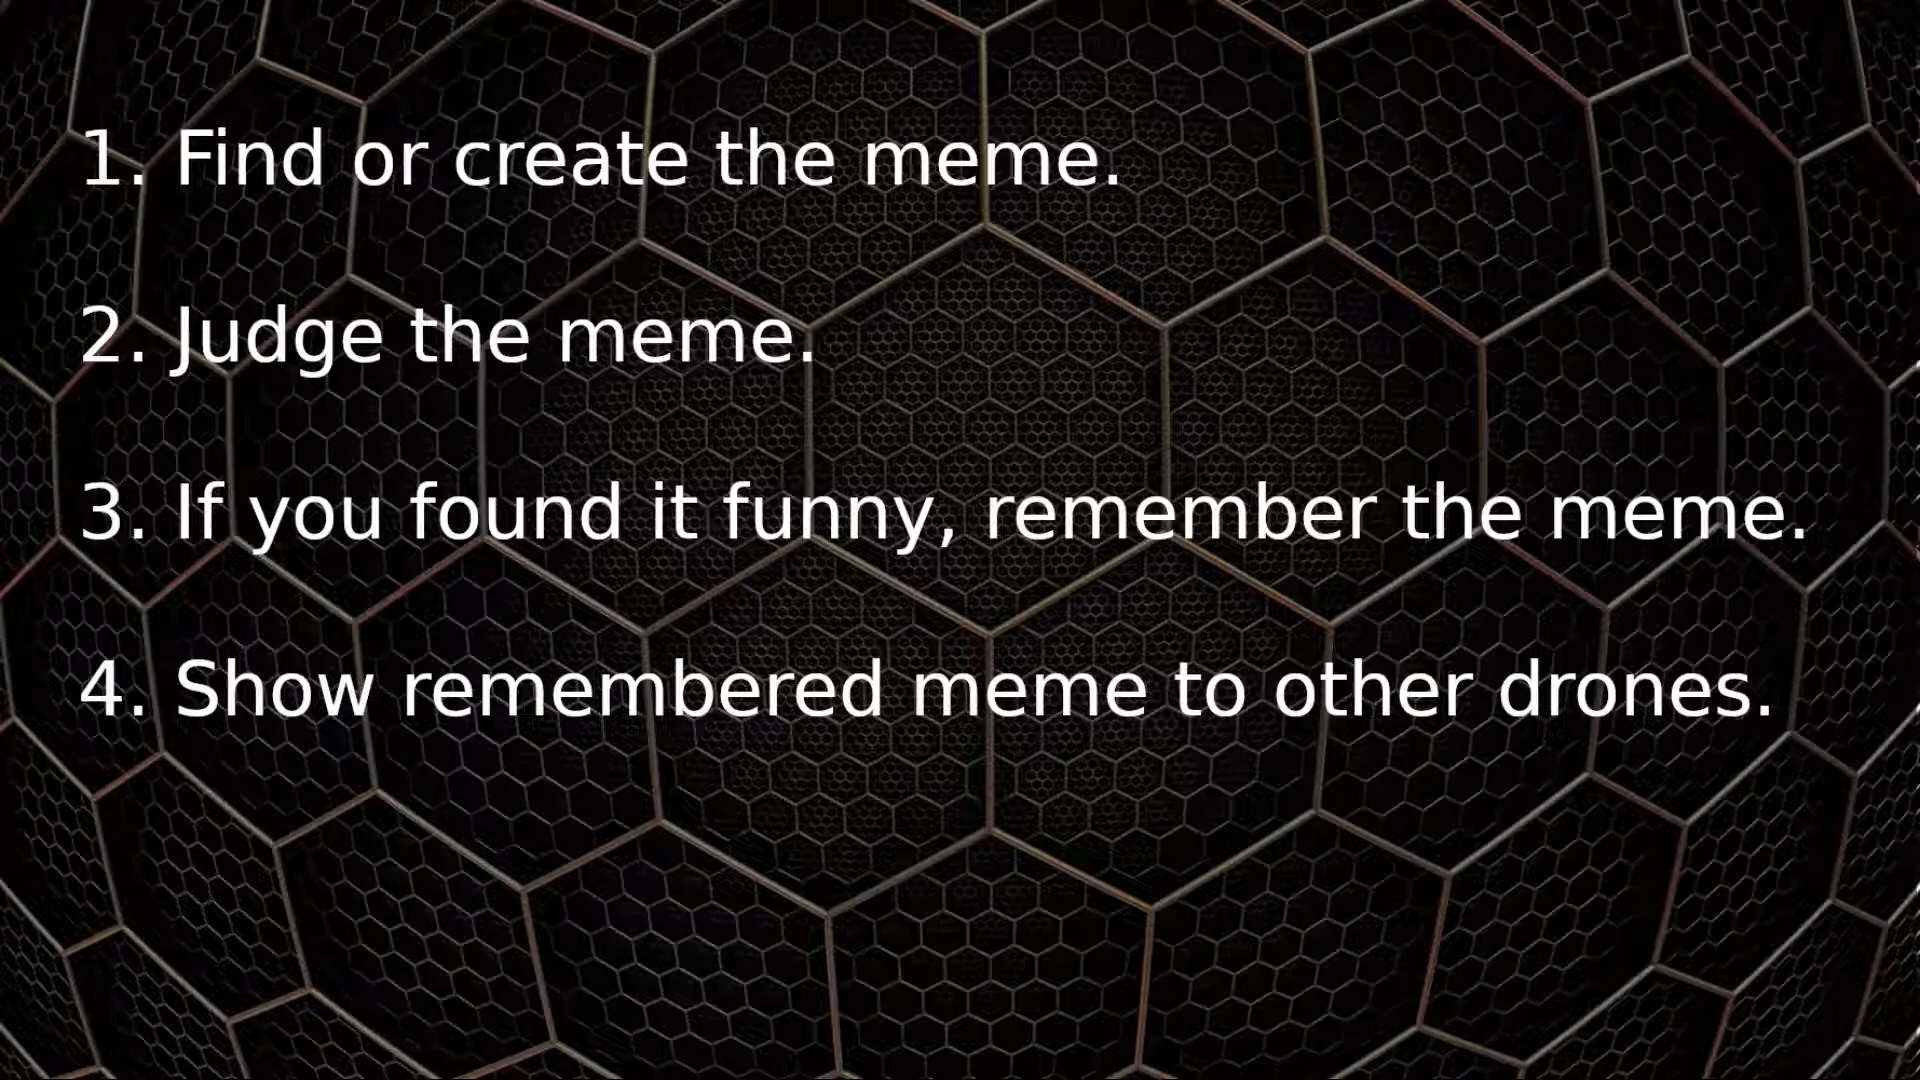 1. Find or create the meme.
2. Judge the meme.
3. If you found it funny, remember the meme.
4. Show remembered meme to other drones.